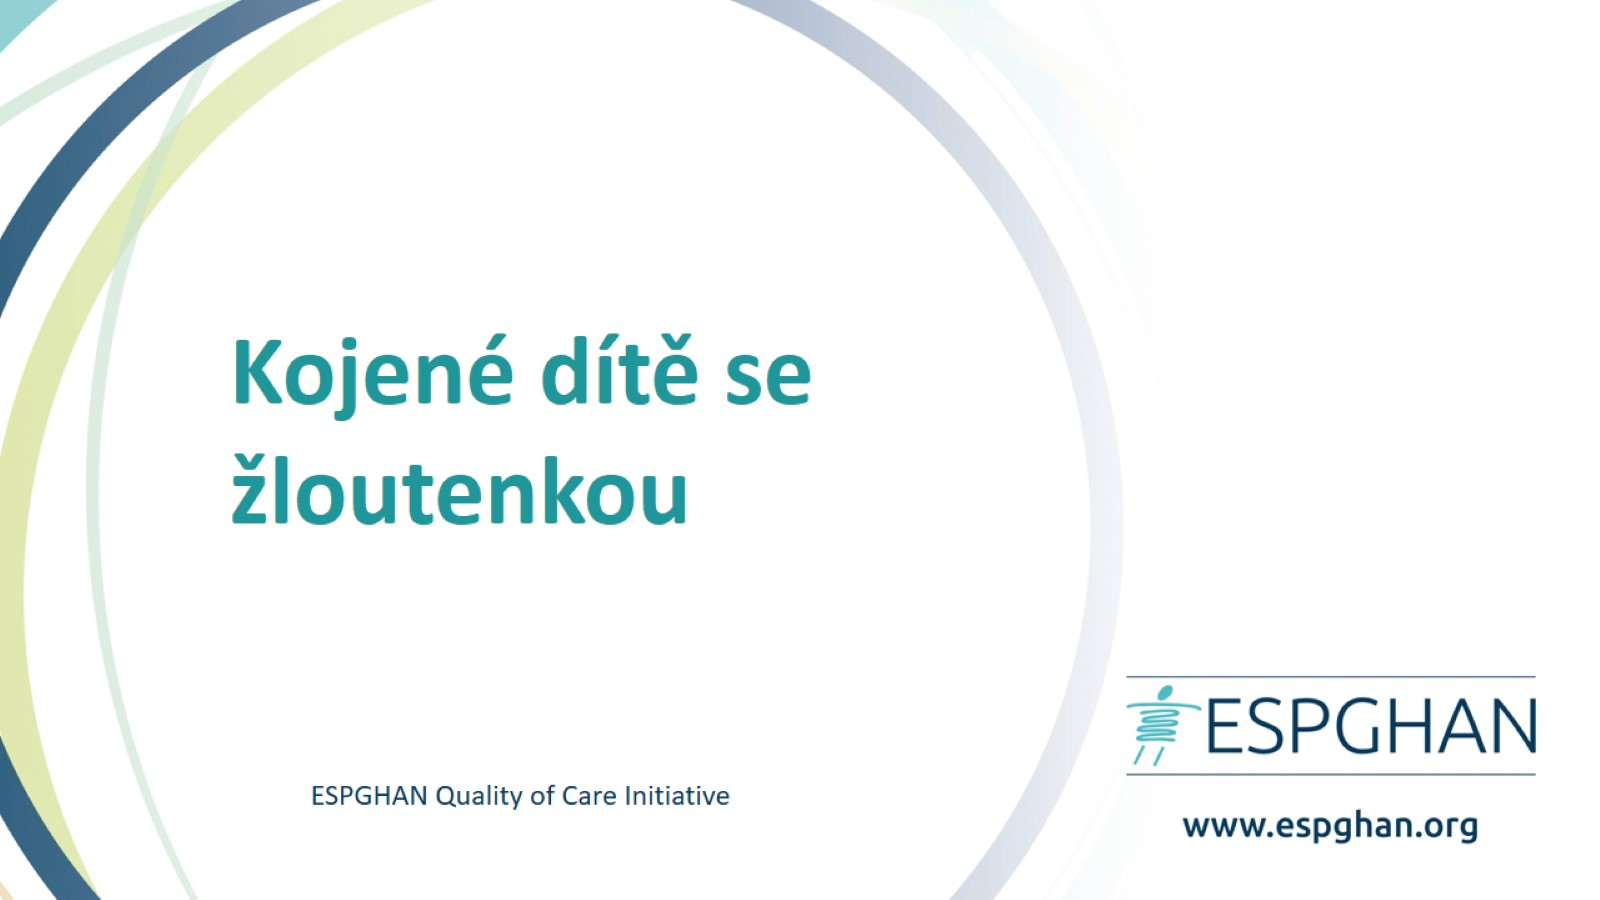 Kojené dítě se
žloutenkou
ESPGHAN
ESPGHAN Quality of Care Initiative
www.espghan.org